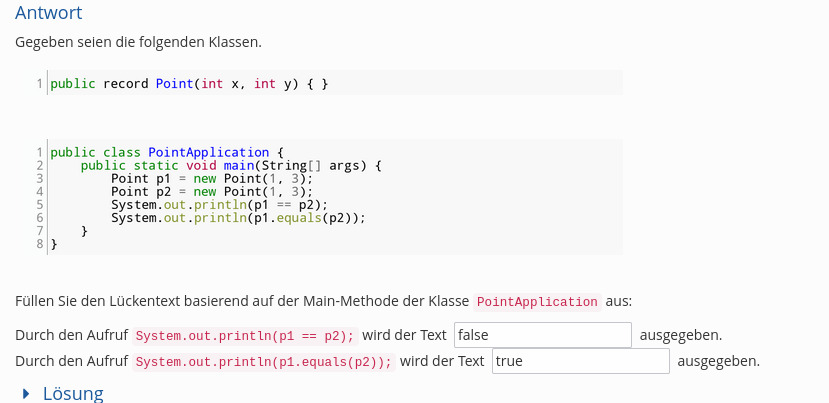 Antwort
Gegeben seien die folgenden Klassen.
1 public record Point(int x, int y) { }
1 public class PointApplication {
2     public static void main(String[] args) {
3         Point p1 = new Point(1, 3);
4         Point p2 = new Point(1, 3);
5         System.out.println(p1 == p2);
6         System.out.println(p1.equals(p2));
7     }
8 }
Füllen Sie den Lückentext basierend auf der Main-Methode der Klasse PointApplication aus:
Durch den Aufruf System.out.println(p1 == p2); wird der Text false ausgegeben.
Durch den Aufruf System.out.println(p1.equals(p2)); wird der Text true ausgegeben.
Lösung